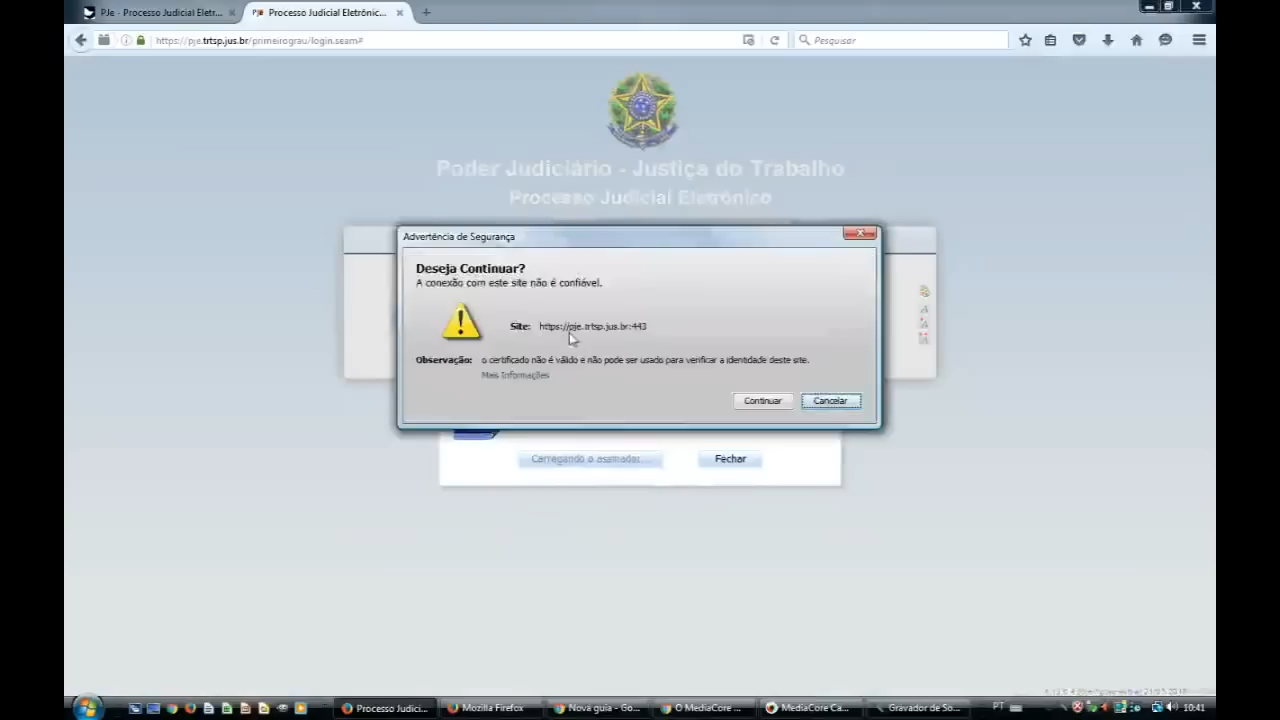 PJe - Processo Judicial Eletr...
PJe Processo Judicial Eletrônic...
https://pje.trtsp.jus.br/primeirograu/login.seam#
Pesquisar
Poder Judiciário - Justiça do Trabalho
Processo Judicial Eletrônico
Advertência de Segurança
Deseja Continuar?
A conexão com este site não é confiável.
Site: https://pje.trtsp.jus.br:443
Observação: o certificado não é válido e não pode ser usado para verificar a identidade deste site.
Mais Informações
Continuar
Cancelar
Carregando o assinador...
Fechar
Processo Judici...
Mozilla Firefox
Nova guia - Go...
O MediaCore ...
MediaCore Ca...
Gravador de So...
PT
10:41